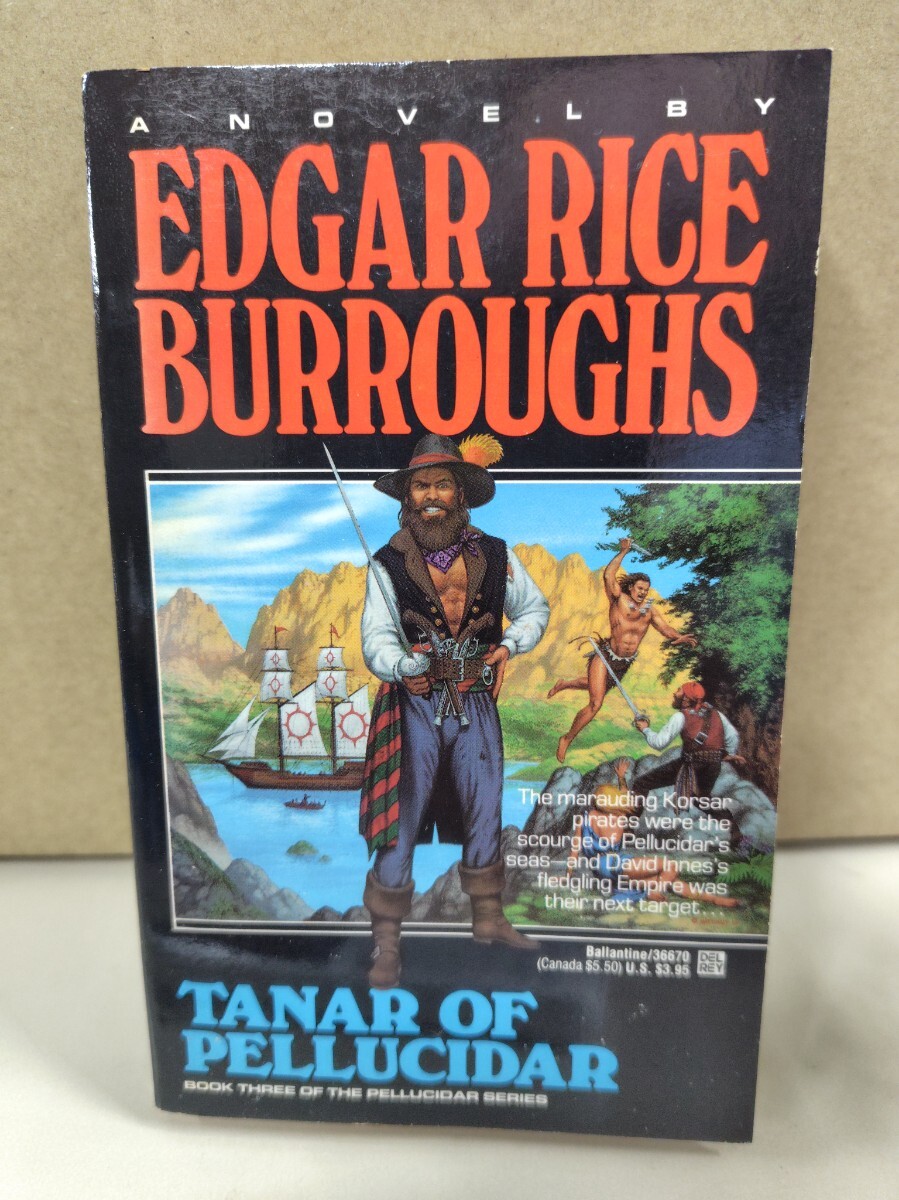 A NOVEL BY
EDGAR RICE
BURROUGHS
The marauding Korsar
pirates were the
scourge of Pellucidar's
seas—and David Innes's
fledgling Empire was
their next target...
Ballantine/36670
(Canada $5.50) U.S. $3.95
DEL
REY
TANAR OF
PELLUCIDAR
BOOK THREE OF THE PELLUCIDAR SERIES